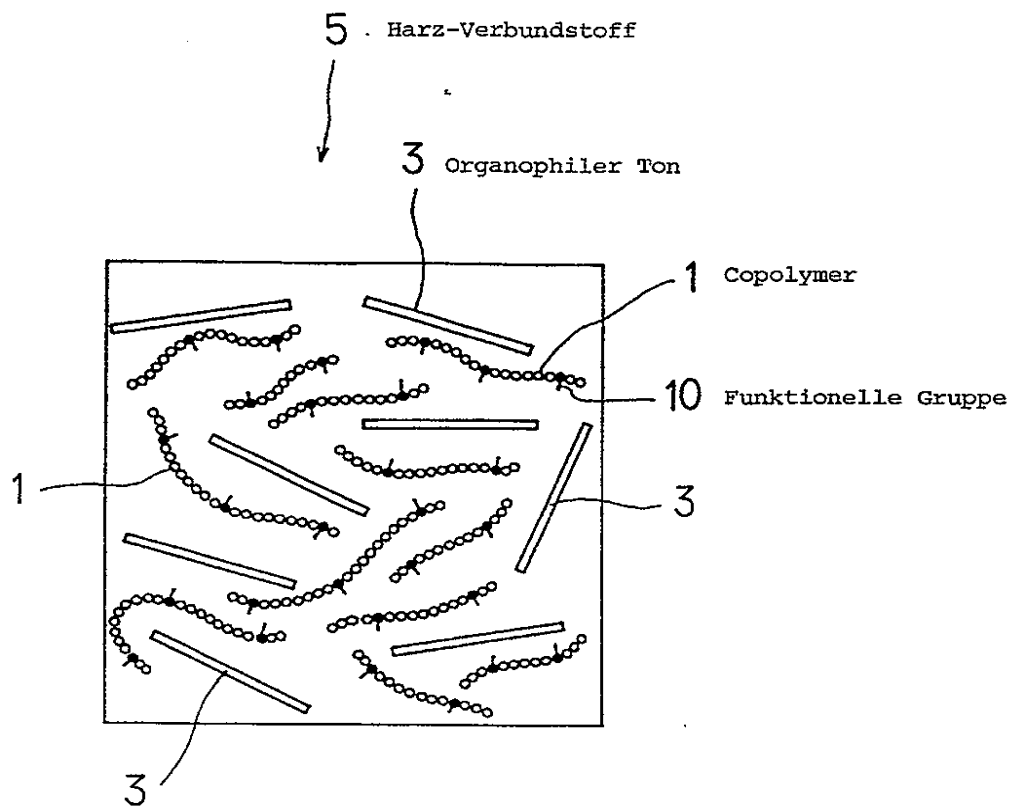 5 Harz-Verbundstoff
3 Organophiler Ton
1 Copolymer
10 Funktionelle Gruppe
1
3
3